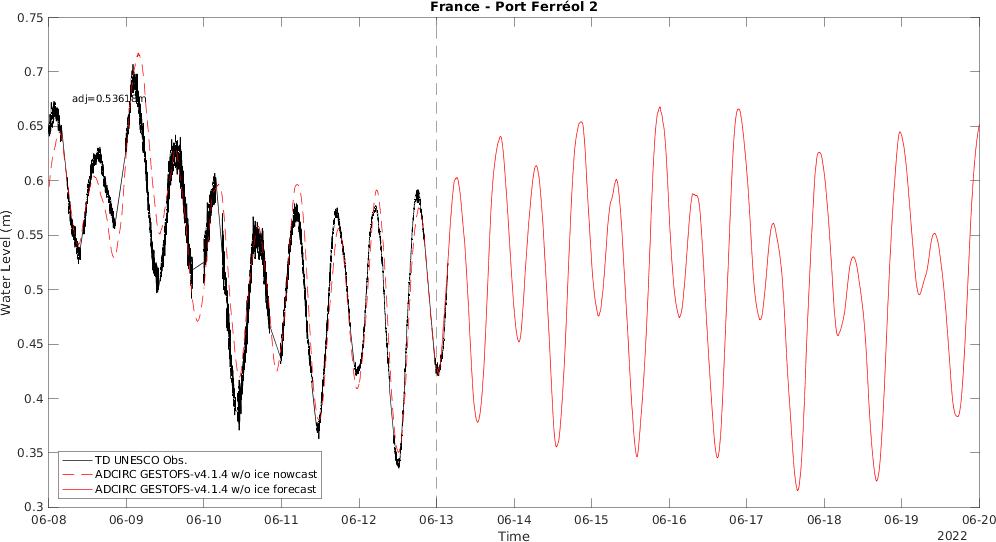 France - Port Ferréol 2
Water Level (m)
0.75
0.7
0.65
0.6
0.55
0.5
0.45
0.4
0.35
0.3
adj=0.53618m
TD UNESCO Obs.
ADCIRC GESTOFS-v4.1.4 w/o ice nowcast
ADCIRC GESTOFS-v4.1.4 w/o ice forecast
06-08 06-09 06-10 06-11 06-12 06-13 06-14 06-15 06-16 06-17 06-18 06-19 06-20
Time
2022